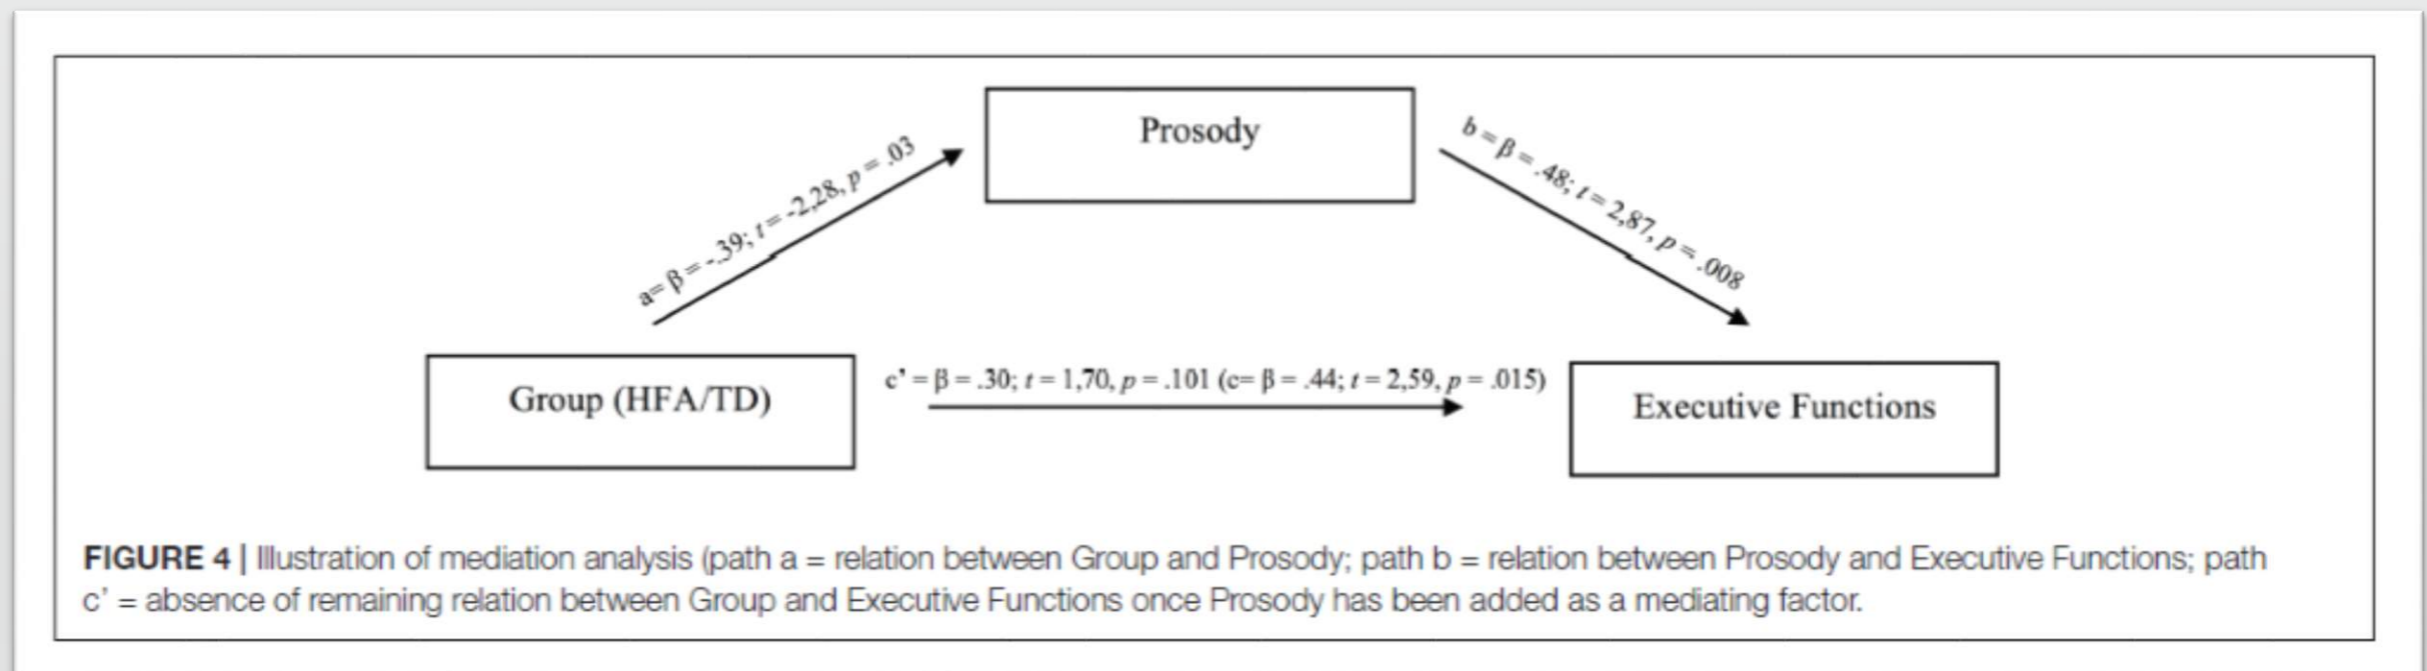 Prosody
a= β = -.39; t = -2,28, p = .03
b = β = .48; t = 2,87, p = .008
Group (HFA/TD)
c' = β = .30; t = 1,70, p = .101 (c= β = .44; t = 2,59, p = .015)
Executive Functions
FIGURE 4 | Illustration of mediation analysis (path a = relation between Group and Prosody; path b = relation between Prosody and Executive Functions; path
c' = absence of remaining relation between Group and Executive Functions once Prosody has been added as a mediating factor.